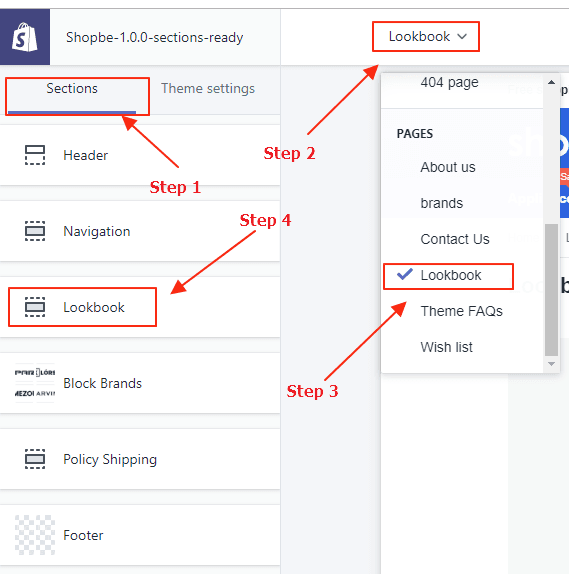 Shopbe-1.0.0-sections-ready
Lookbook
Sections
Theme settings
Step 1
Header
Navigation
Step 4
Lookbook
Block Brands
Policy Shipping
Footer
Step 2
404 page
PAGES
About us
brands
Contact Us
Lookbook
Theme FAQs
Wish list
Step 3